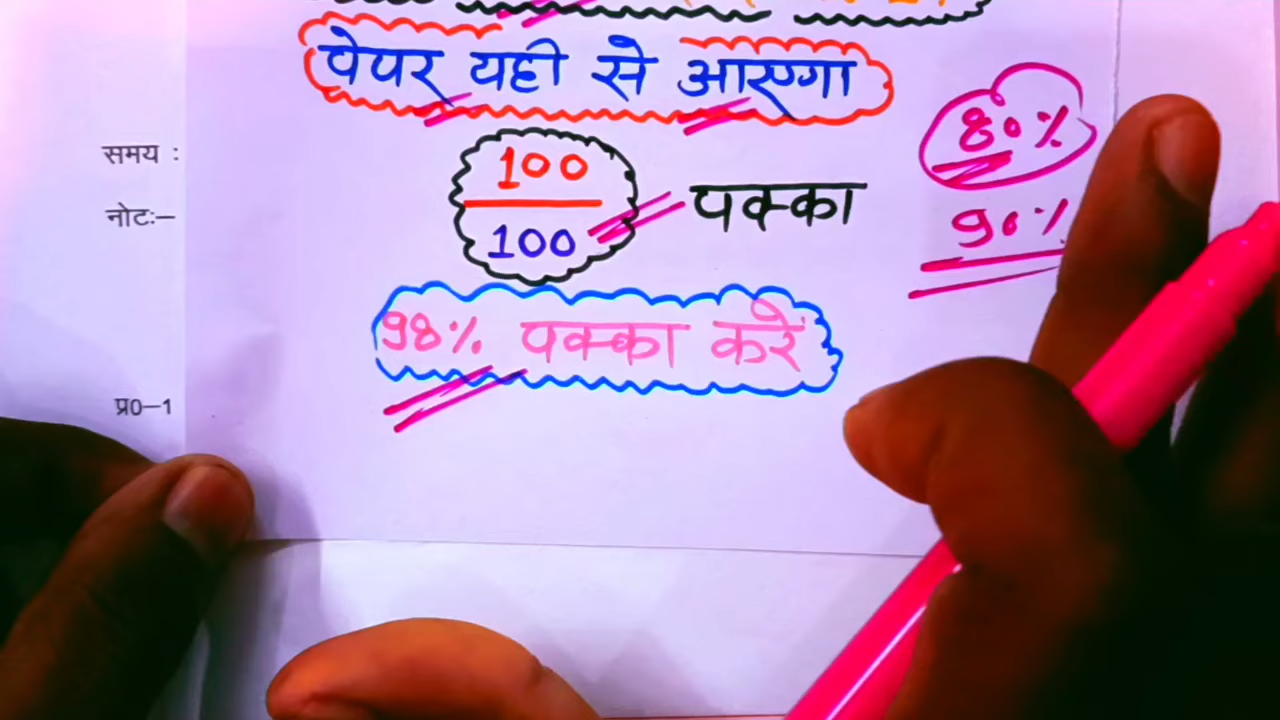 पेपर यही से आएगा
80%
समय :
100
100
पक्का
नोटः–
90%
98% पक्का करें
प्र0–1